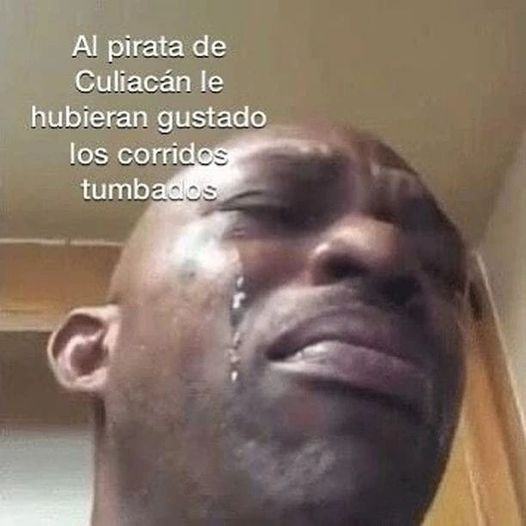 Al pirata de
Culiacán le
hubieran gustado
los corridos
tumbados